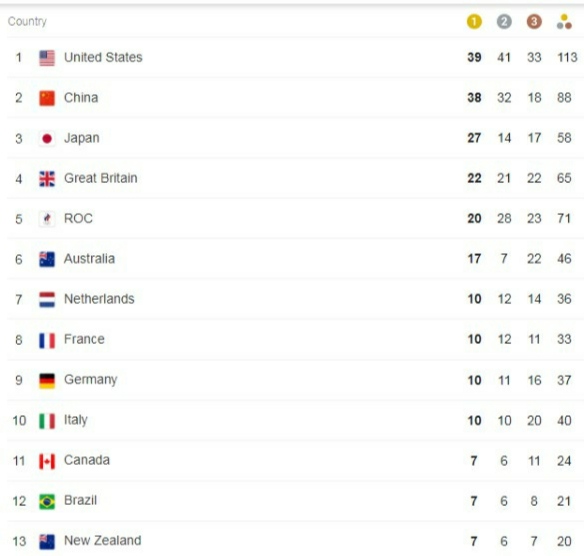 Country 1 2 3
1 United States 39 41 33 113
2 China 38 32 18 88
3 Japan 27 14 17 58
4 Great Britain 22 21 22 65
5 ROC 20 28 23 71
6 Australia 17 7 22 46
7 Netherlands 10 12 14 36
8 France 10 12 11 33
9 Germany 10 11 16 37
10 Italy 10 10 20 40
11 Canada 7 6 11 24
12 Brazil 7 6 8 21
13 New Zealand 7 6 7 20